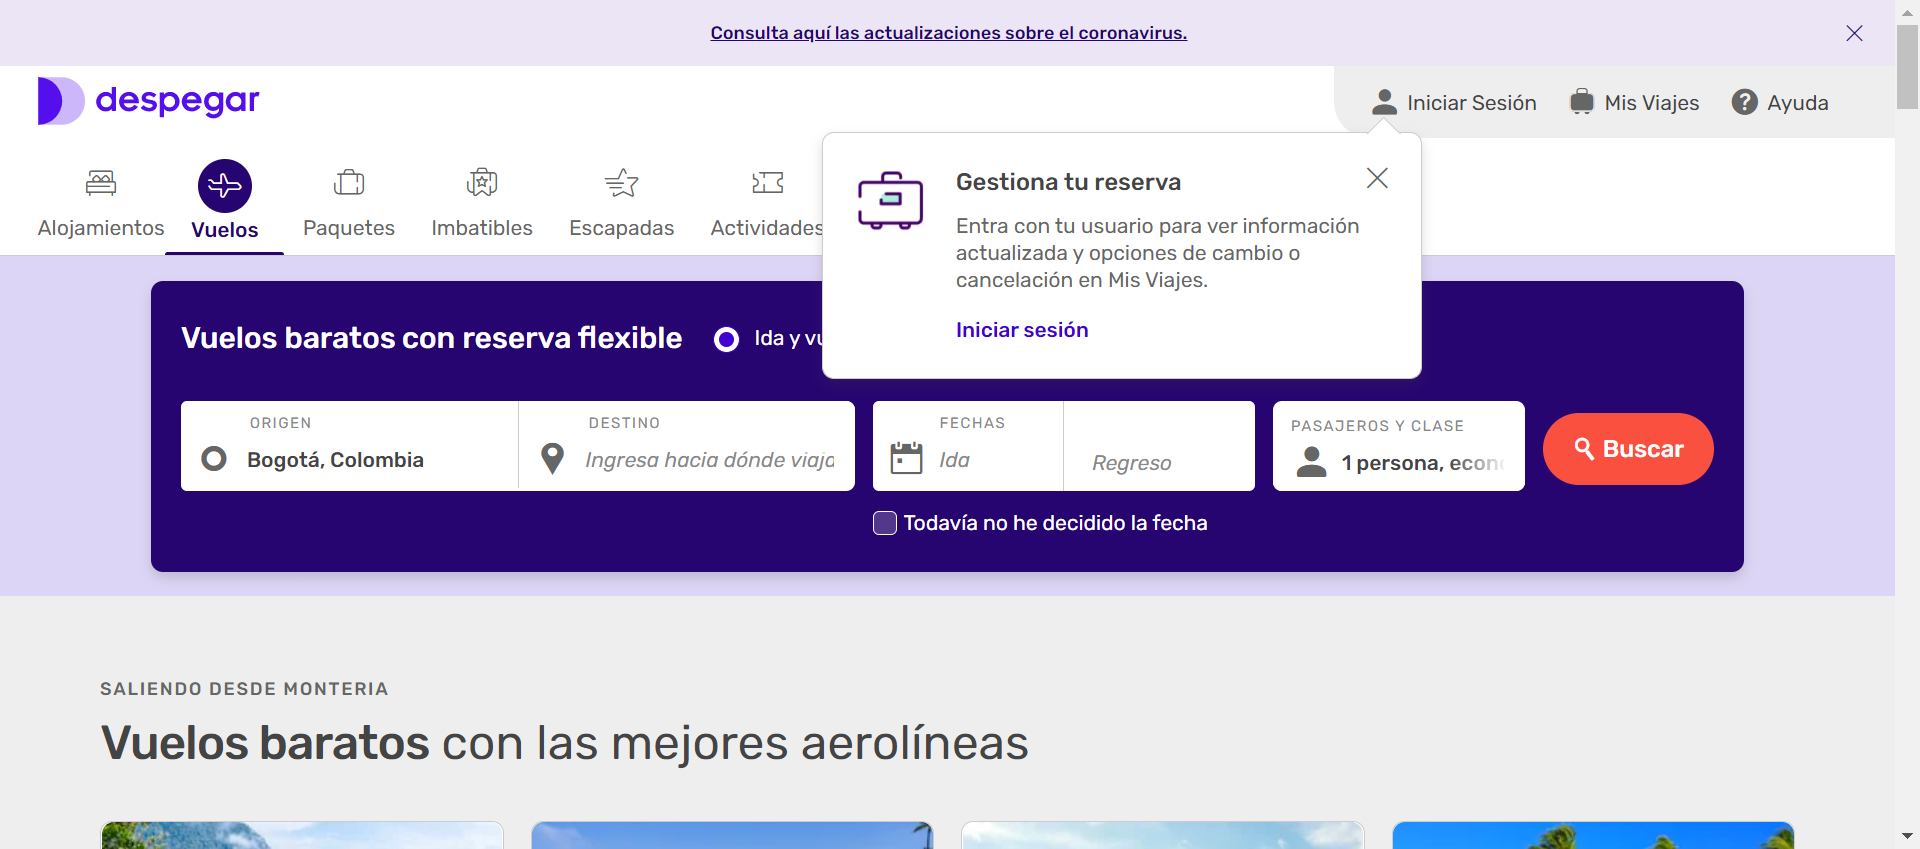 Consulta aquí las actualizaciones sobre el coronavirus.
despegar
Iniciar Sesión
Mis Viajes
Ayuda
Alojamientos
Vuelos
Paquetes
Imbatibles
Escapadas
Actividades
Gestiona tu reserva
Entra con tu usuario para ver información
actualizada y opciones de cambio o
cancelación en Mis Viajes.
Iniciar sesión
Vuelos baratos con reserva flexible
Ida y vu
ORIGEN
Bogotá, Colombia
DESTINO
Ingresa hacia dónde viaja
FECHAS
Ida
Regreso
PASAJEROS Y CLASE
1 persona, econo
Buscar
Todavía no he decidido la fecha
SALIENDO DESDE MONTERIA
Vuelos baratos con las mejores aerolíneas